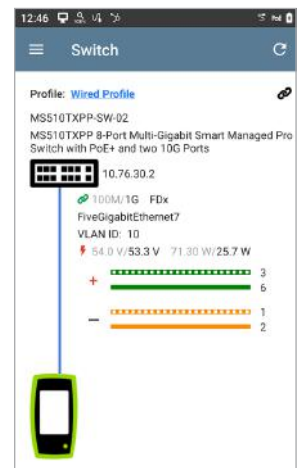 12:46
Switch
Profile: Wired Profile
MS510TXPP-SW-02
MS510TXPP 8-Port Multi-Gigabit Smart Managed Pro
Switch with PoE+ and two 10G Ports
10.76.30.2
100M/1G FDx
FiveGigabitEthernet7
VLAN ID: 10
54.0 V/53.3 V 71.30 W/25.7 W
+ 3
6
− 1
2